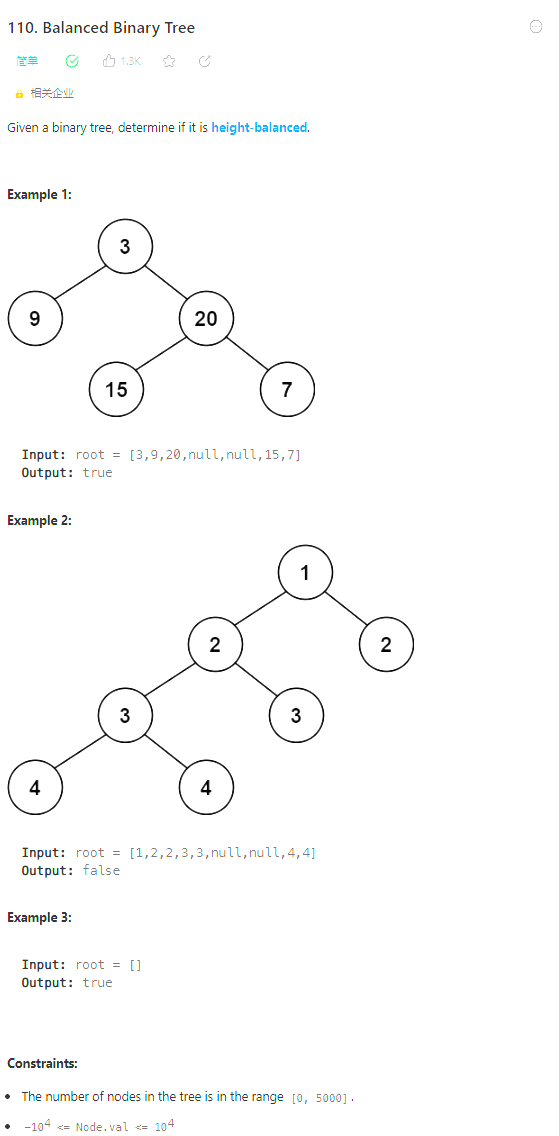 110. Balanced Binary Tree
简单 1.3K
相关企业
Given a binary tree, determine if it is height-balanced.
Example 1:
3
9 20
15 7
Input: root = [3,9,20,null,null,15,7]
Output: true
Example 2:
1
2 2
3 3
4 4
Input: root = [1,2,2,3,3,null,null,4,4]
Output: false
Example 3:
Input: root = []
Output: true
Constraints:
• The number of nodes in the tree is in the range [0, 5000].
• -10⁴ <= Node.val <= 10⁴